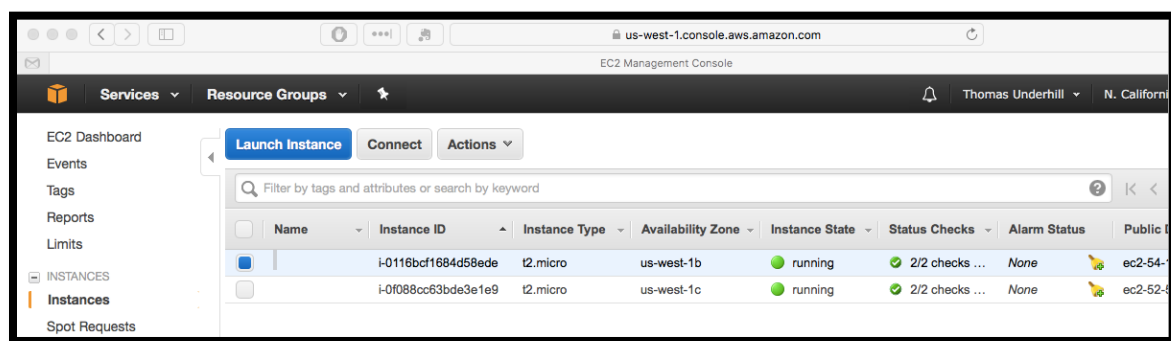 us-west-1.console.aws.amazon.com
EC2 Management Console
Services Resource Groups Thomas Underhill N. Californi
EC2 Dashboard
Events
Tags
Reports
Limits
INSTANCES
Instances
Spot Requests
Launch Instance Connect Actions
Filter by tags and attributes or search by keyword
Name Instance ID Instance Type Availability Zone Instance State Status Checks Alarm Status Public
i-0116bcf1684d58ede t2.micro us-west-1b running 2/2 checks ... None ec2-54-
i-0f088cc63bde3e1e9 t2.micro us-west-1c running 2/2 checks ... None ec2-52-5